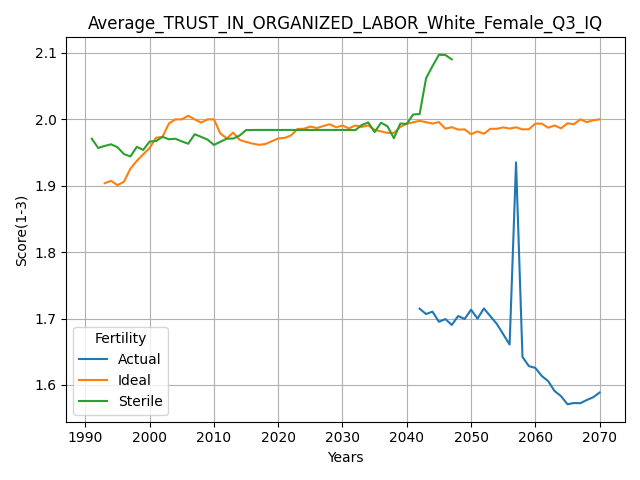 Average_TRUST_IN_ORGANIZED_LABOR_White_Female_Q3_IQ
Score(1-3)
2.1
2.0
1.9
1.8
1.7
1.6
Fertility
Actual
Ideal
Sterile
1990 2000 2010 2020 2030 2040 2050 2060 2070
Years